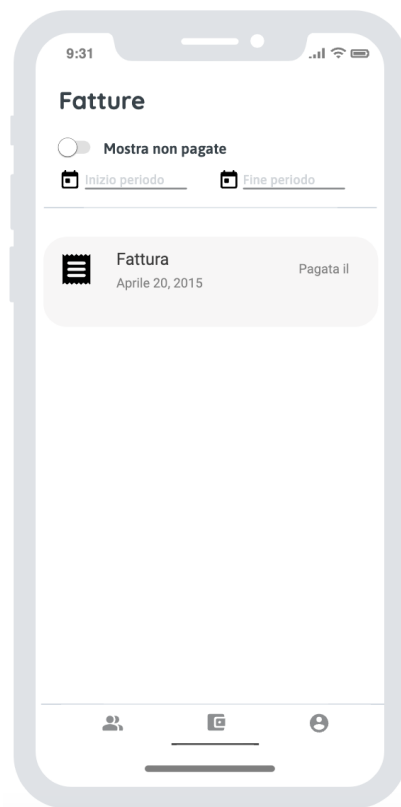 9:31
Fatture
Mostra non pagate
Inizio periodo Fine periodo
Fattura
Aprile 20, 2015
Pagata il